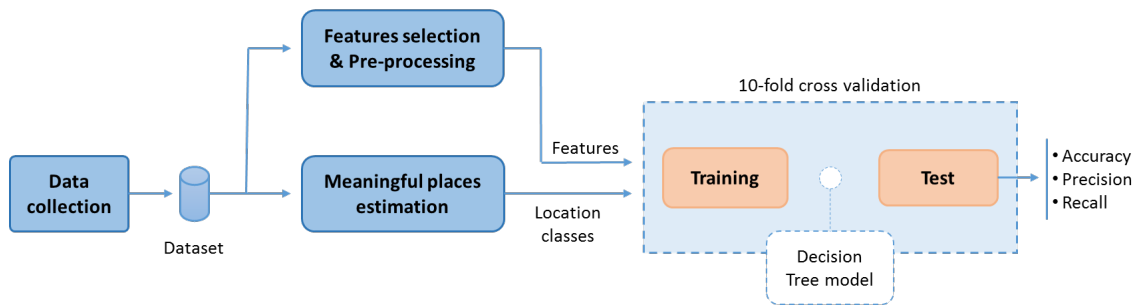 Features selection
& Pre-processing
10-fold cross validation
Data
collection
Dataset
Meaningful places
estimation
Features
Location
classes
Training
Test
Decision
Tree model
• Accuracy
• Precision
• Recall